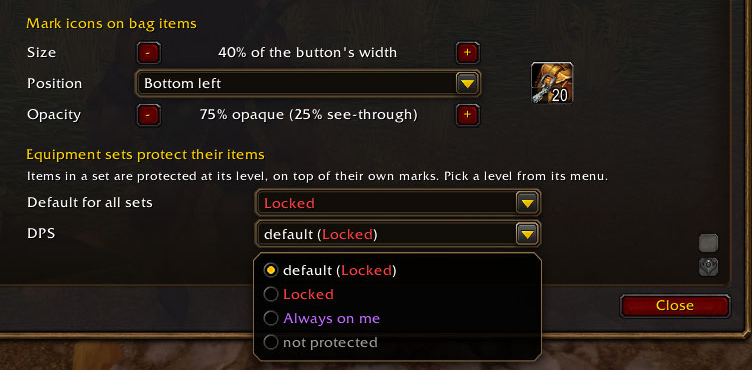 Mark icons on bag items
Size - 40% of the button's width +
Position Bottom left
20
Opacity - 75% opaque (25% see-through) +
Equipment sets protect their items
Items in a set are protected at its level, on top of their own marks. Pick a level from its menu.
Default for all sets Locked
DPS default (Locked)
default (Locked)
Locked
Always on me
not protected
Close